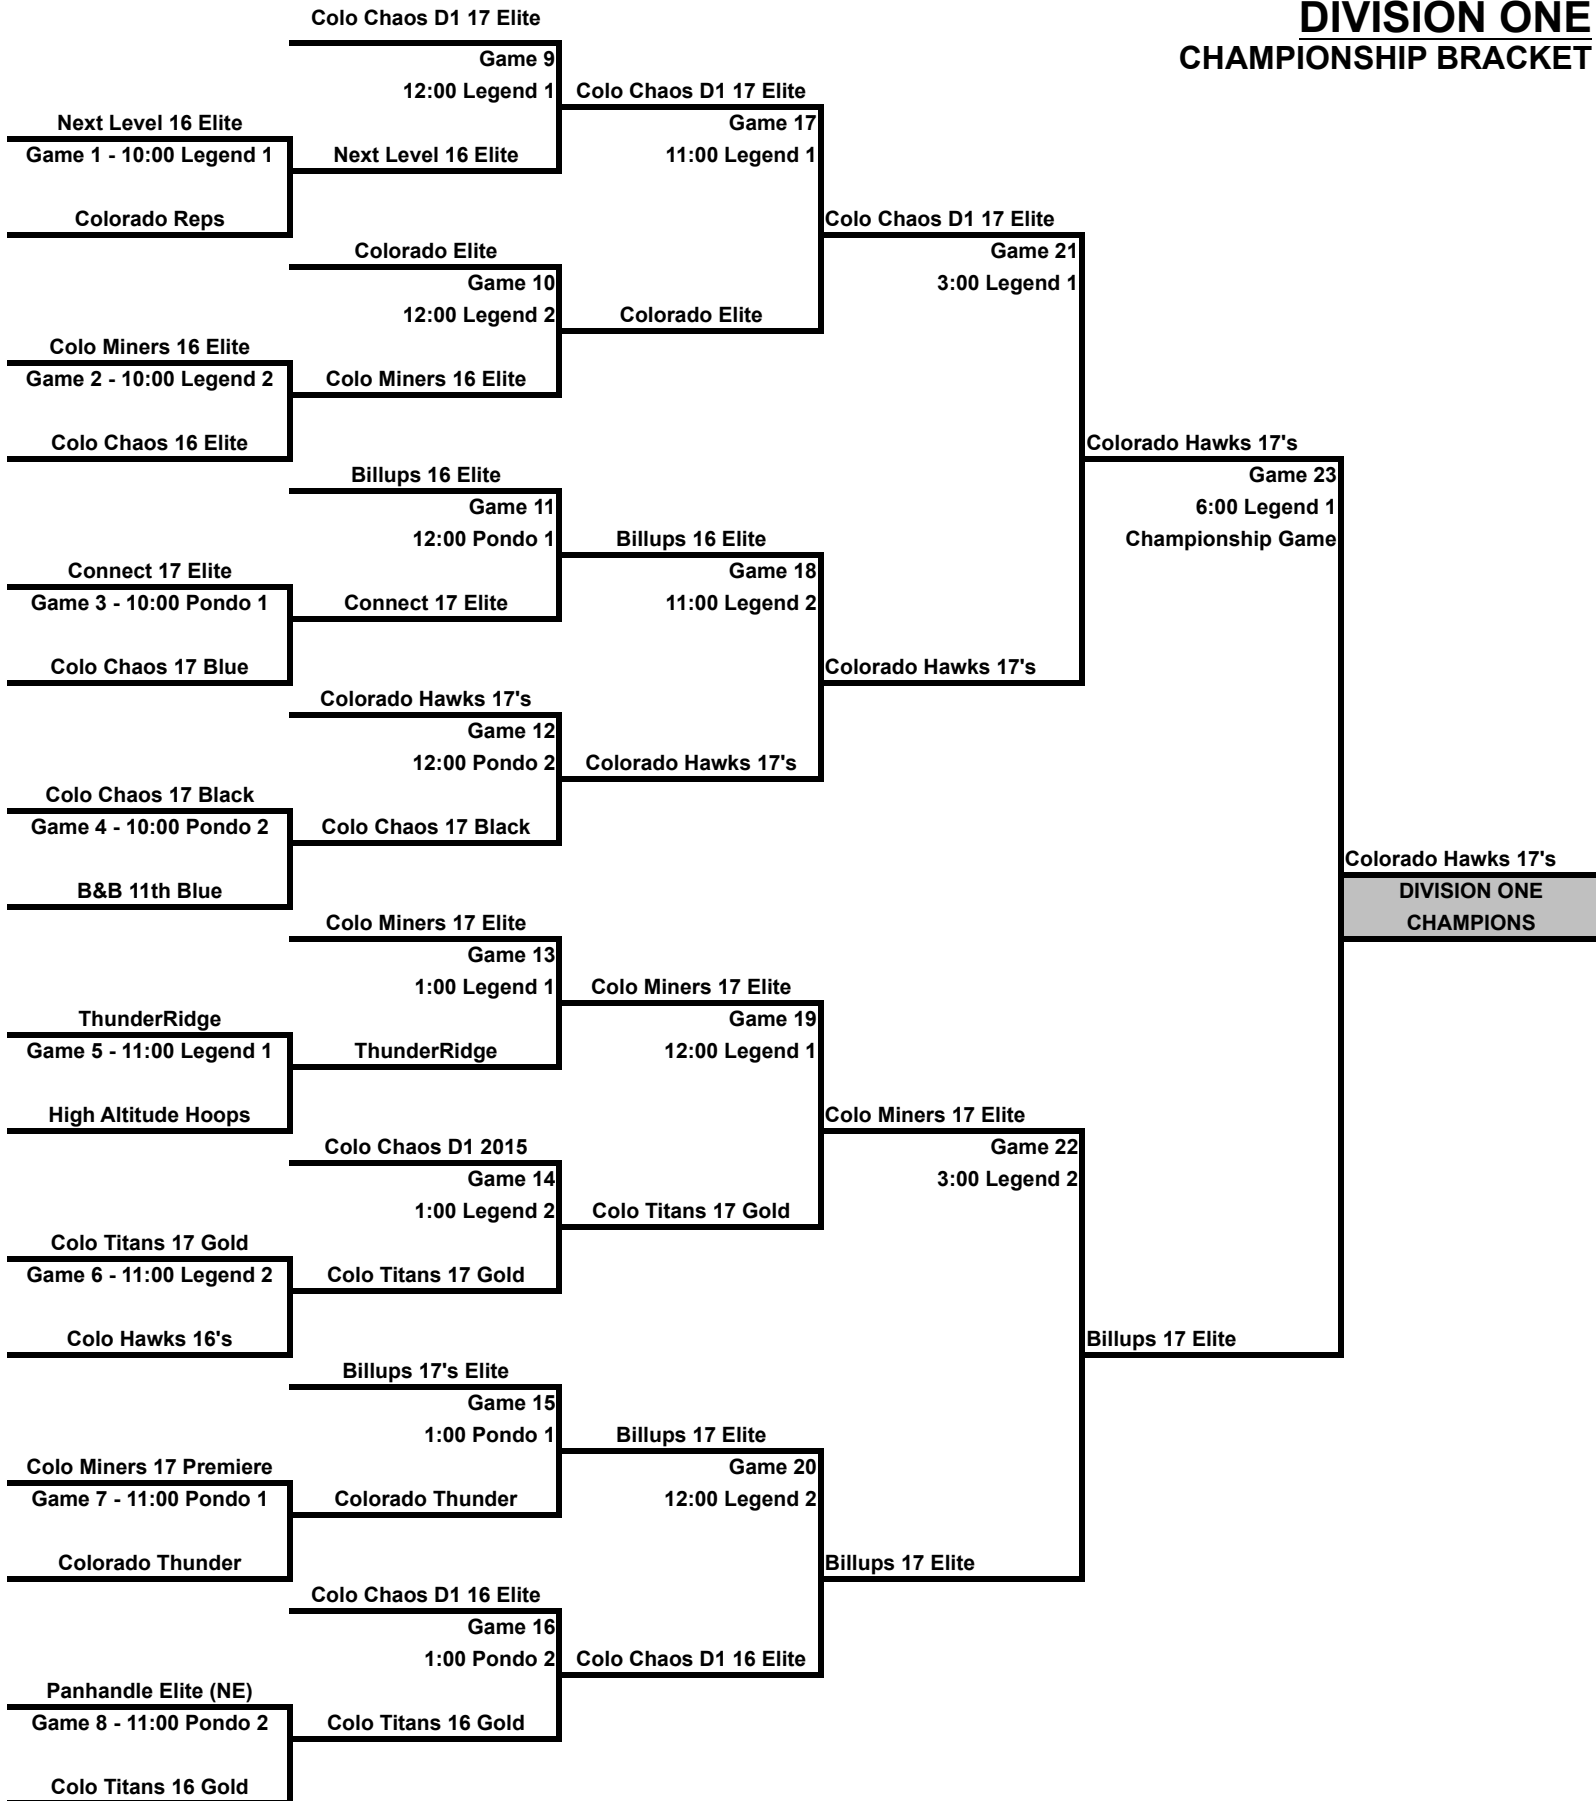 DIVISION ONE
CHAMPIONSHIP BRACKET
Colo Chaos D1 17 Elite
Game 9
12:00 Legend 1
Colo Chaos D1 17 Elite
Next Level 16 Elite
Game 17
Game 1 - 10:00 Legend 1
Next Level 16 Elite
11:00 Legend 1
Colorado Reps
Colo Chaos D1 17 Elite
Colorado Elite
Game 21
Game 10
3:00 Legend 1
12:00 Legend 2
Colorado Elite
Colo Miners 16 Elite
Game 2 - 10:00 Legend 2
Colo Miners 16 Elite
Colo Chaos 16 Elite
Colorado Hawks 17's
Billups 16 Elite
Game 23
Game 11
6:00 Legend 1
12:00 Pondo 1
Billups 16 Elite
Championship Game
Connect 17 Elite
Game 18
Game 3 - 10:00 Pondo 1
Connect 17 Elite
11:00 Legend 2
Colo Chaos 17 Blue
Colorado Hawks 17's
Colorado Hawks 17's
Game 12
12:00 Pondo 2
Colorado Hawks 17's
Colo Chaos 17 Black
Game 4 - 10:00 Pondo 2
Colo Chaos 17 Black
Colorado Hawks 17's
B&B 11th Blue
DIVISION ONE
Colo Miners 17 Elite
CHAMPIONS
Game 13
1:00 Legend 1
Colo Miners 17 Elite
ThunderRidge
Game 19
Game 5 - 11:00 Legend 1
ThunderRidge
12:00 Legend 1
High Altitude Hoops
Colo Miners 17 Elite
Colo Chaos D1 2015
Game 22
Game 14
3:00 Legend 2
1:00 Legend 2
Colo Titans 17 Gold
Colo Titans 17 Gold
Game 6 - 11:00 Legend 2
Colo Titans 17 Gold
Colo Hawks 16's
Billups 17 Elite
Billups 17's Elite
Game 15
1:00 Pondo 1
Billups 17 Elite
Colo Miners 17 Premiere
Game 20
Game 7 - 11:00 Pondo 1
Colorado Thunder
12:00 Legend 2
Colorado Thunder
Billups 17 Elite
Colo Chaos D1 16 Elite
Game 16
1:00 Pondo 2
Colo Chaos D1 16 Elite
Panhandle Elite (NE)
Game 8 - 11:00 Pondo 2
Colo Titans 16 Gold
Colo Titans 16 Gold